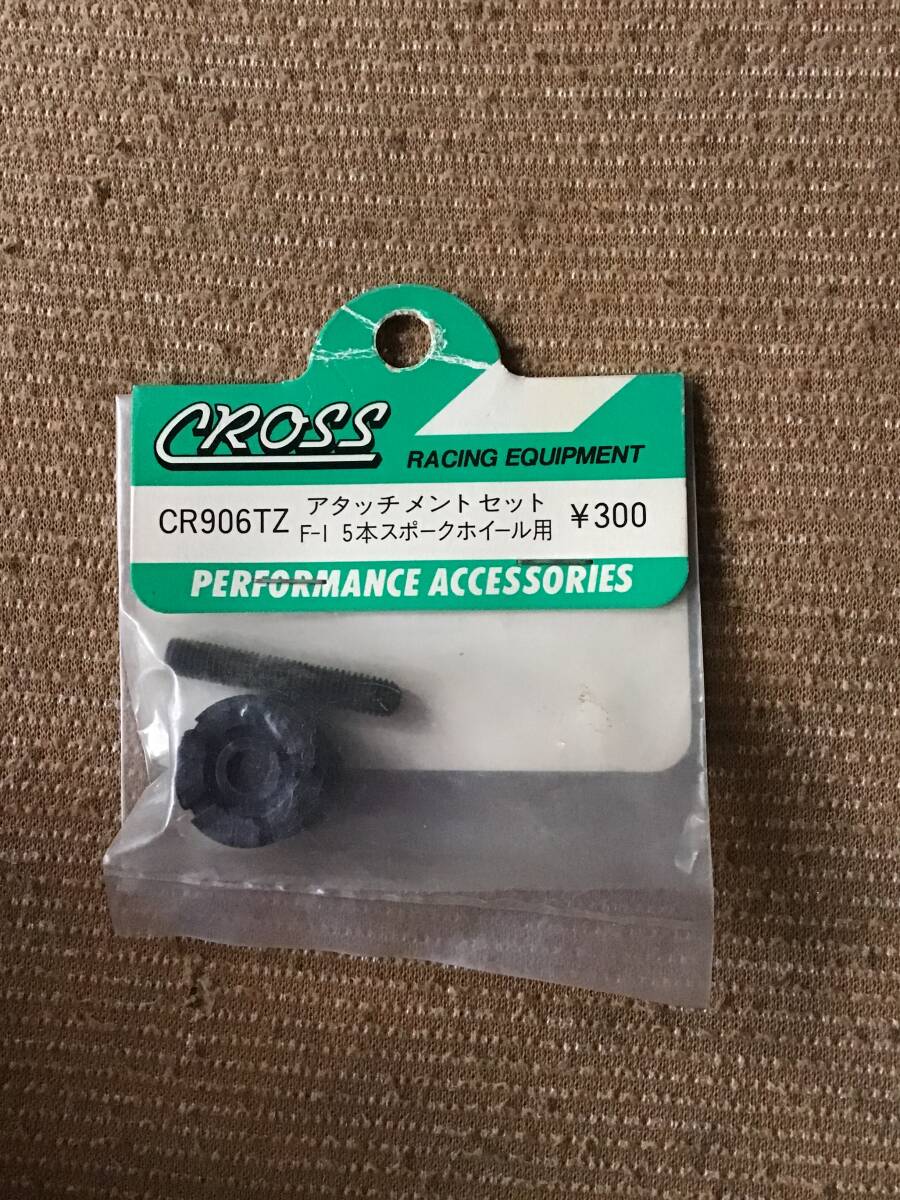 CROSS
RACING EQUIPMENT
CR906TZ アタッチメントセット ¥300
F-1 5本スポークホイール用
PERFORMANCE ACCESSORIES